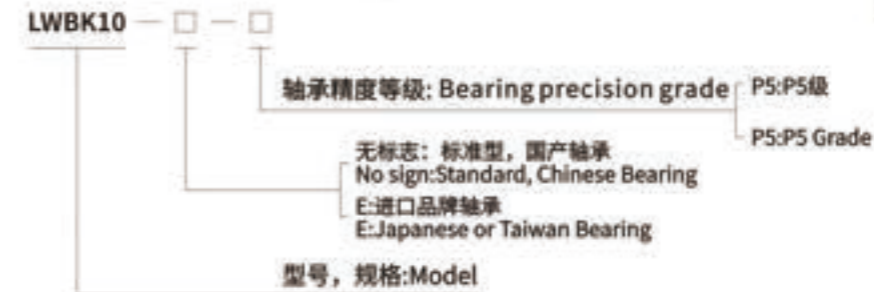 LWBK10 — □ — □
轴承精度等级: Bearing precision grade
P5:P5级
P5:P5 Grade
无标志：标准型，国产轴承
No sign:Standard, Chinese Bearing
E:进口品牌轴承
E:Japanese or Taiwan Bearing
型号，规格:Model